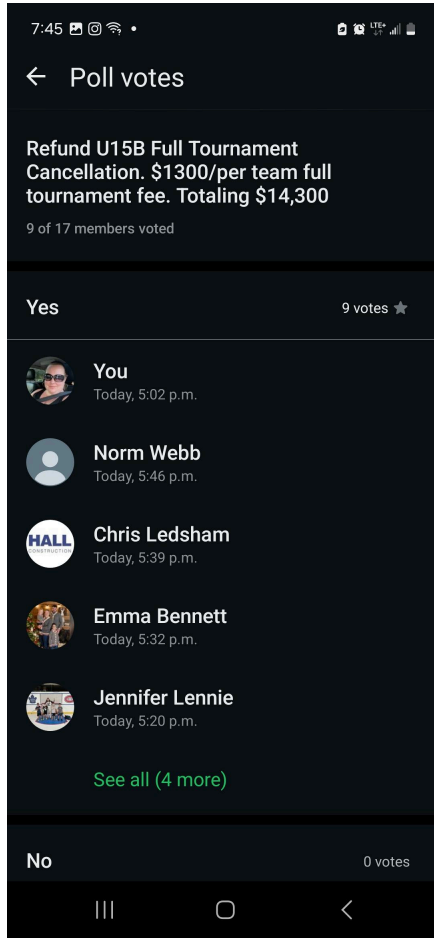 7:45
LTE+
Poll votes
Refund U15B Full Tournament
Cancellation. $1300/per team full
tournament fee. Totaling $14,300
9 of 17 members voted
Yes
9 votes
You
Today, 5:02 p.m.
Norm Webb
Today, 5:46 p.m.
HALL
CONSTRUCTION
Chris Ledsham
Today, 5:39 p.m.
Emma Bennett
Today, 5:32 p.m.
Jennifer Lennie
Today, 5:20 p.m.
See all (4 more)
No
0 votes